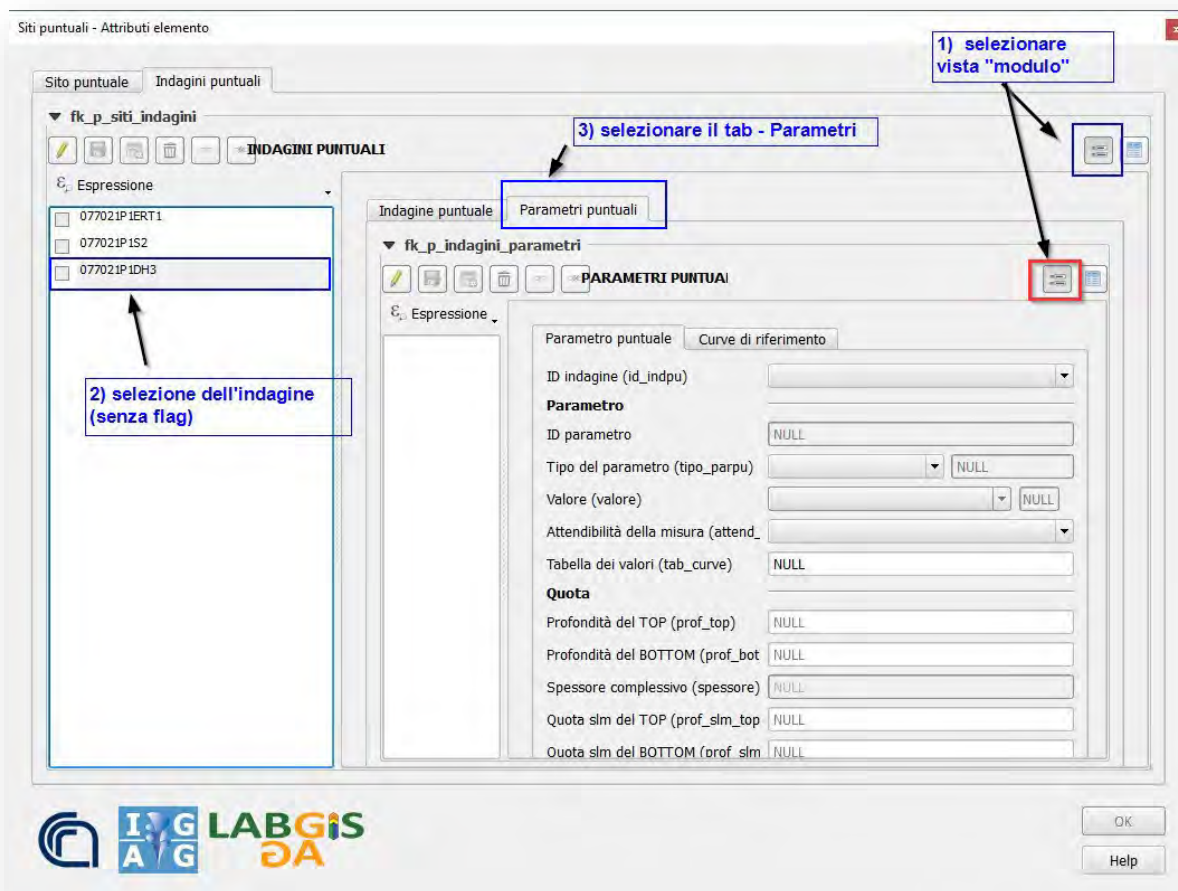 Siti puntuali - Attributi elemento
1) selezionare
vista "modulo"
Sito puntuale
Indagini puntuali
fk_p_siti_indagini
3) selezionare il tab - Parametri
INDAGINI PUNTUALI
Espressione
077021P1ERT1
077021P1S2
077021P1DH3
2) selezione dell'indagine
(senza flag)
Indagine puntuale
Parametri puntuali
fk_p_indagini_parametri
PARAMETRI PUNTUA
Espressione
Parametro puntuale
Curve di riferimento
ID indagine (id_indpu)
Parametro
ID parametro NULL
Tipo del parametro (tipo_parpu) NULL
Valore (valore) NULL
Attendibilità della misura (attend_
Tabella dei valori (tab_curve) NULL
Quota
Profondità del TOP (prof_top) NULL
Profondità del BOTTOM (prof_bot NULL
Spessore complessivo (spessore) NULL
Quota slm del TOP (prof_slm_top NULL
Quota slm del BOTTOM (prof_slm NULL
I G
A G
LABGIS
GA
OK
Help